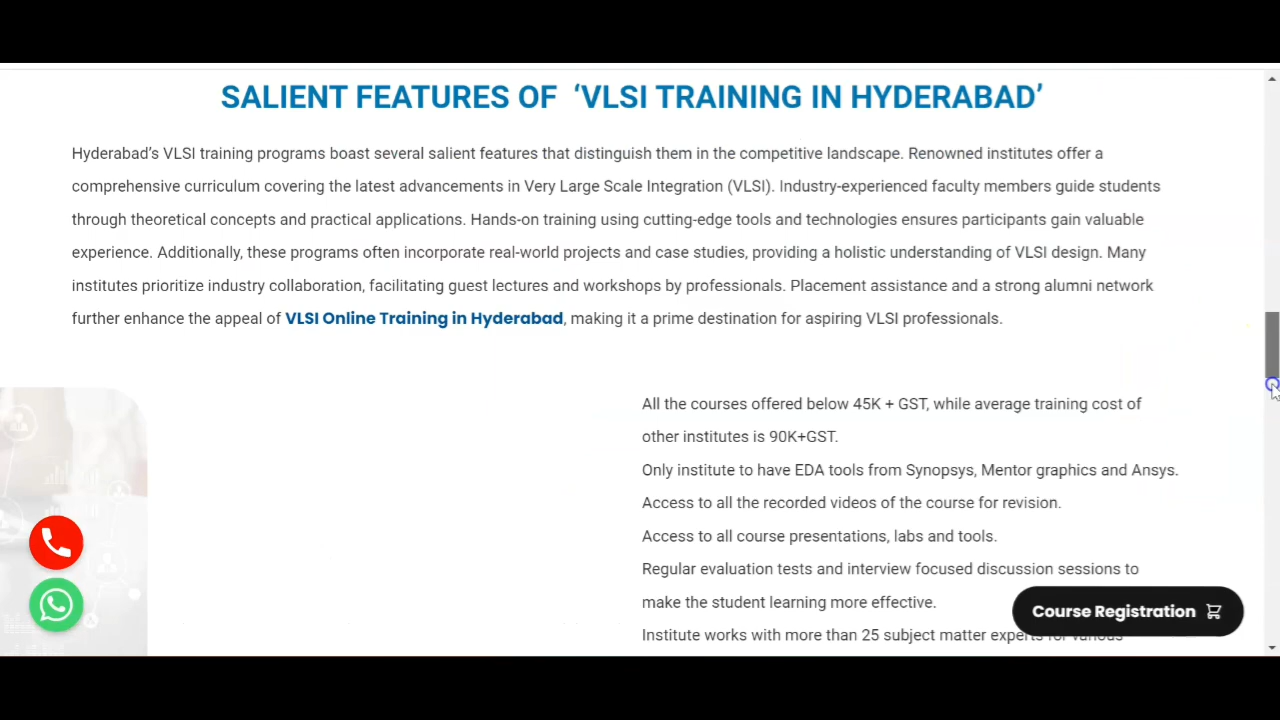 SALIENT FEATURES OF ‘VLSI TRAINING IN HYDERABAD’
Hyderabad’s VLSI training programs boast several salient features that distinguish them in the competitive landscape. Renowned institutes offer a
comprehensive curriculum covering the latest advancements in Very Large Scale Integration (VLSI). Industry-experienced faculty members guide students
through theoretical concepts and practical applications. Hands-on training using cutting-edge tools and technologies ensures participants gain valuable
experience. Additionally, these programs often incorporate real-world projects and case studies, providing a holistic understanding of VLSI design. Many
institutes prioritize industry collaboration, facilitating guest lectures and workshops by professionals. Placement assistance and a strong alumni network
further enhance the appeal of VLSI Online Training in Hyderabad, making it a prime destination for aspiring VLSI professionals.
All the courses offered below 45K + GST, while average training cost of
other institutes is 90K+GST.
Only institute to have EDA tools from Synopsys, Mentor graphics and Ansys.
Access to all the recorded videos of the course for revision.
Access to all course presentations, labs and tools.
Regular evaluation tests and interview focused discussion sessions to
make the student learning more effective.
Course Registration
Institute works with more than 25 subject matter experts for various